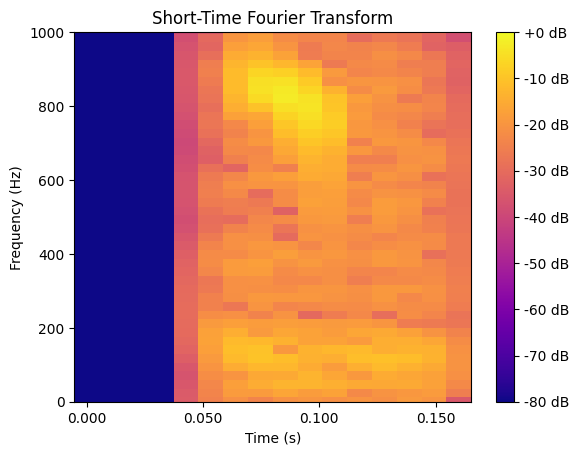 Short-Time Fourier Transform
1000
800
600
400
200
0
Frequency (Hz)
0.000
0.050
0.100
0.150
Time (s)
+0 dB
-10 dB
-20 dB
-30 dB
-40 dB
-50 dB
-60 dB
-70 dB
-80 dB